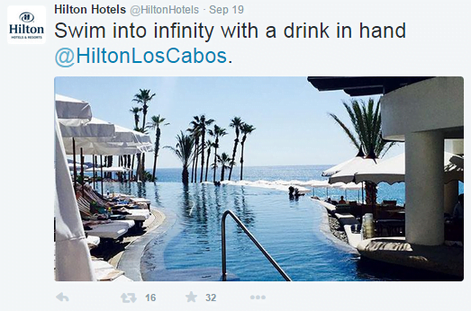 Hilton Hotels @HiltonHotels · Sep 19
Swim into infinity with a drink in hand
@HiltonLosCabos.
Hilton
HOTELS & RESORTS
16 32